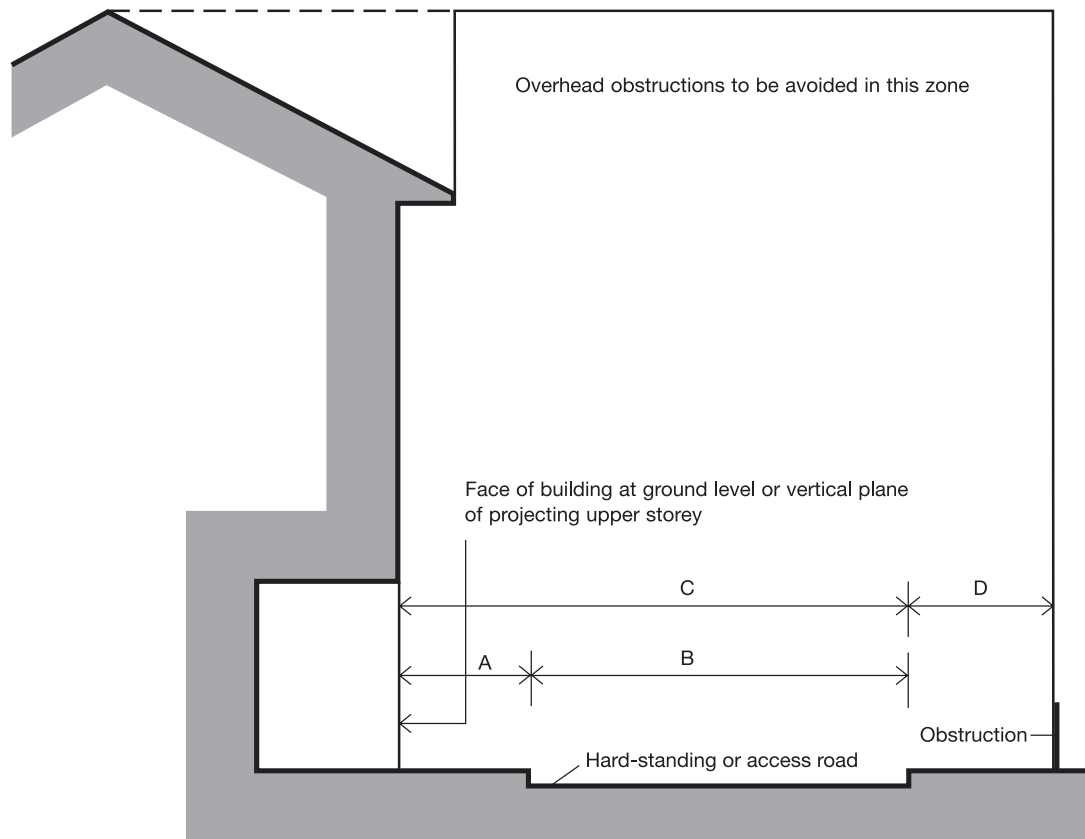 Overhead obstructions to be avoided in this zone
Face of building at ground level or vertical plane
of projecting upper storey
C
D
A
B
Obstruction
Hard-standing or access road